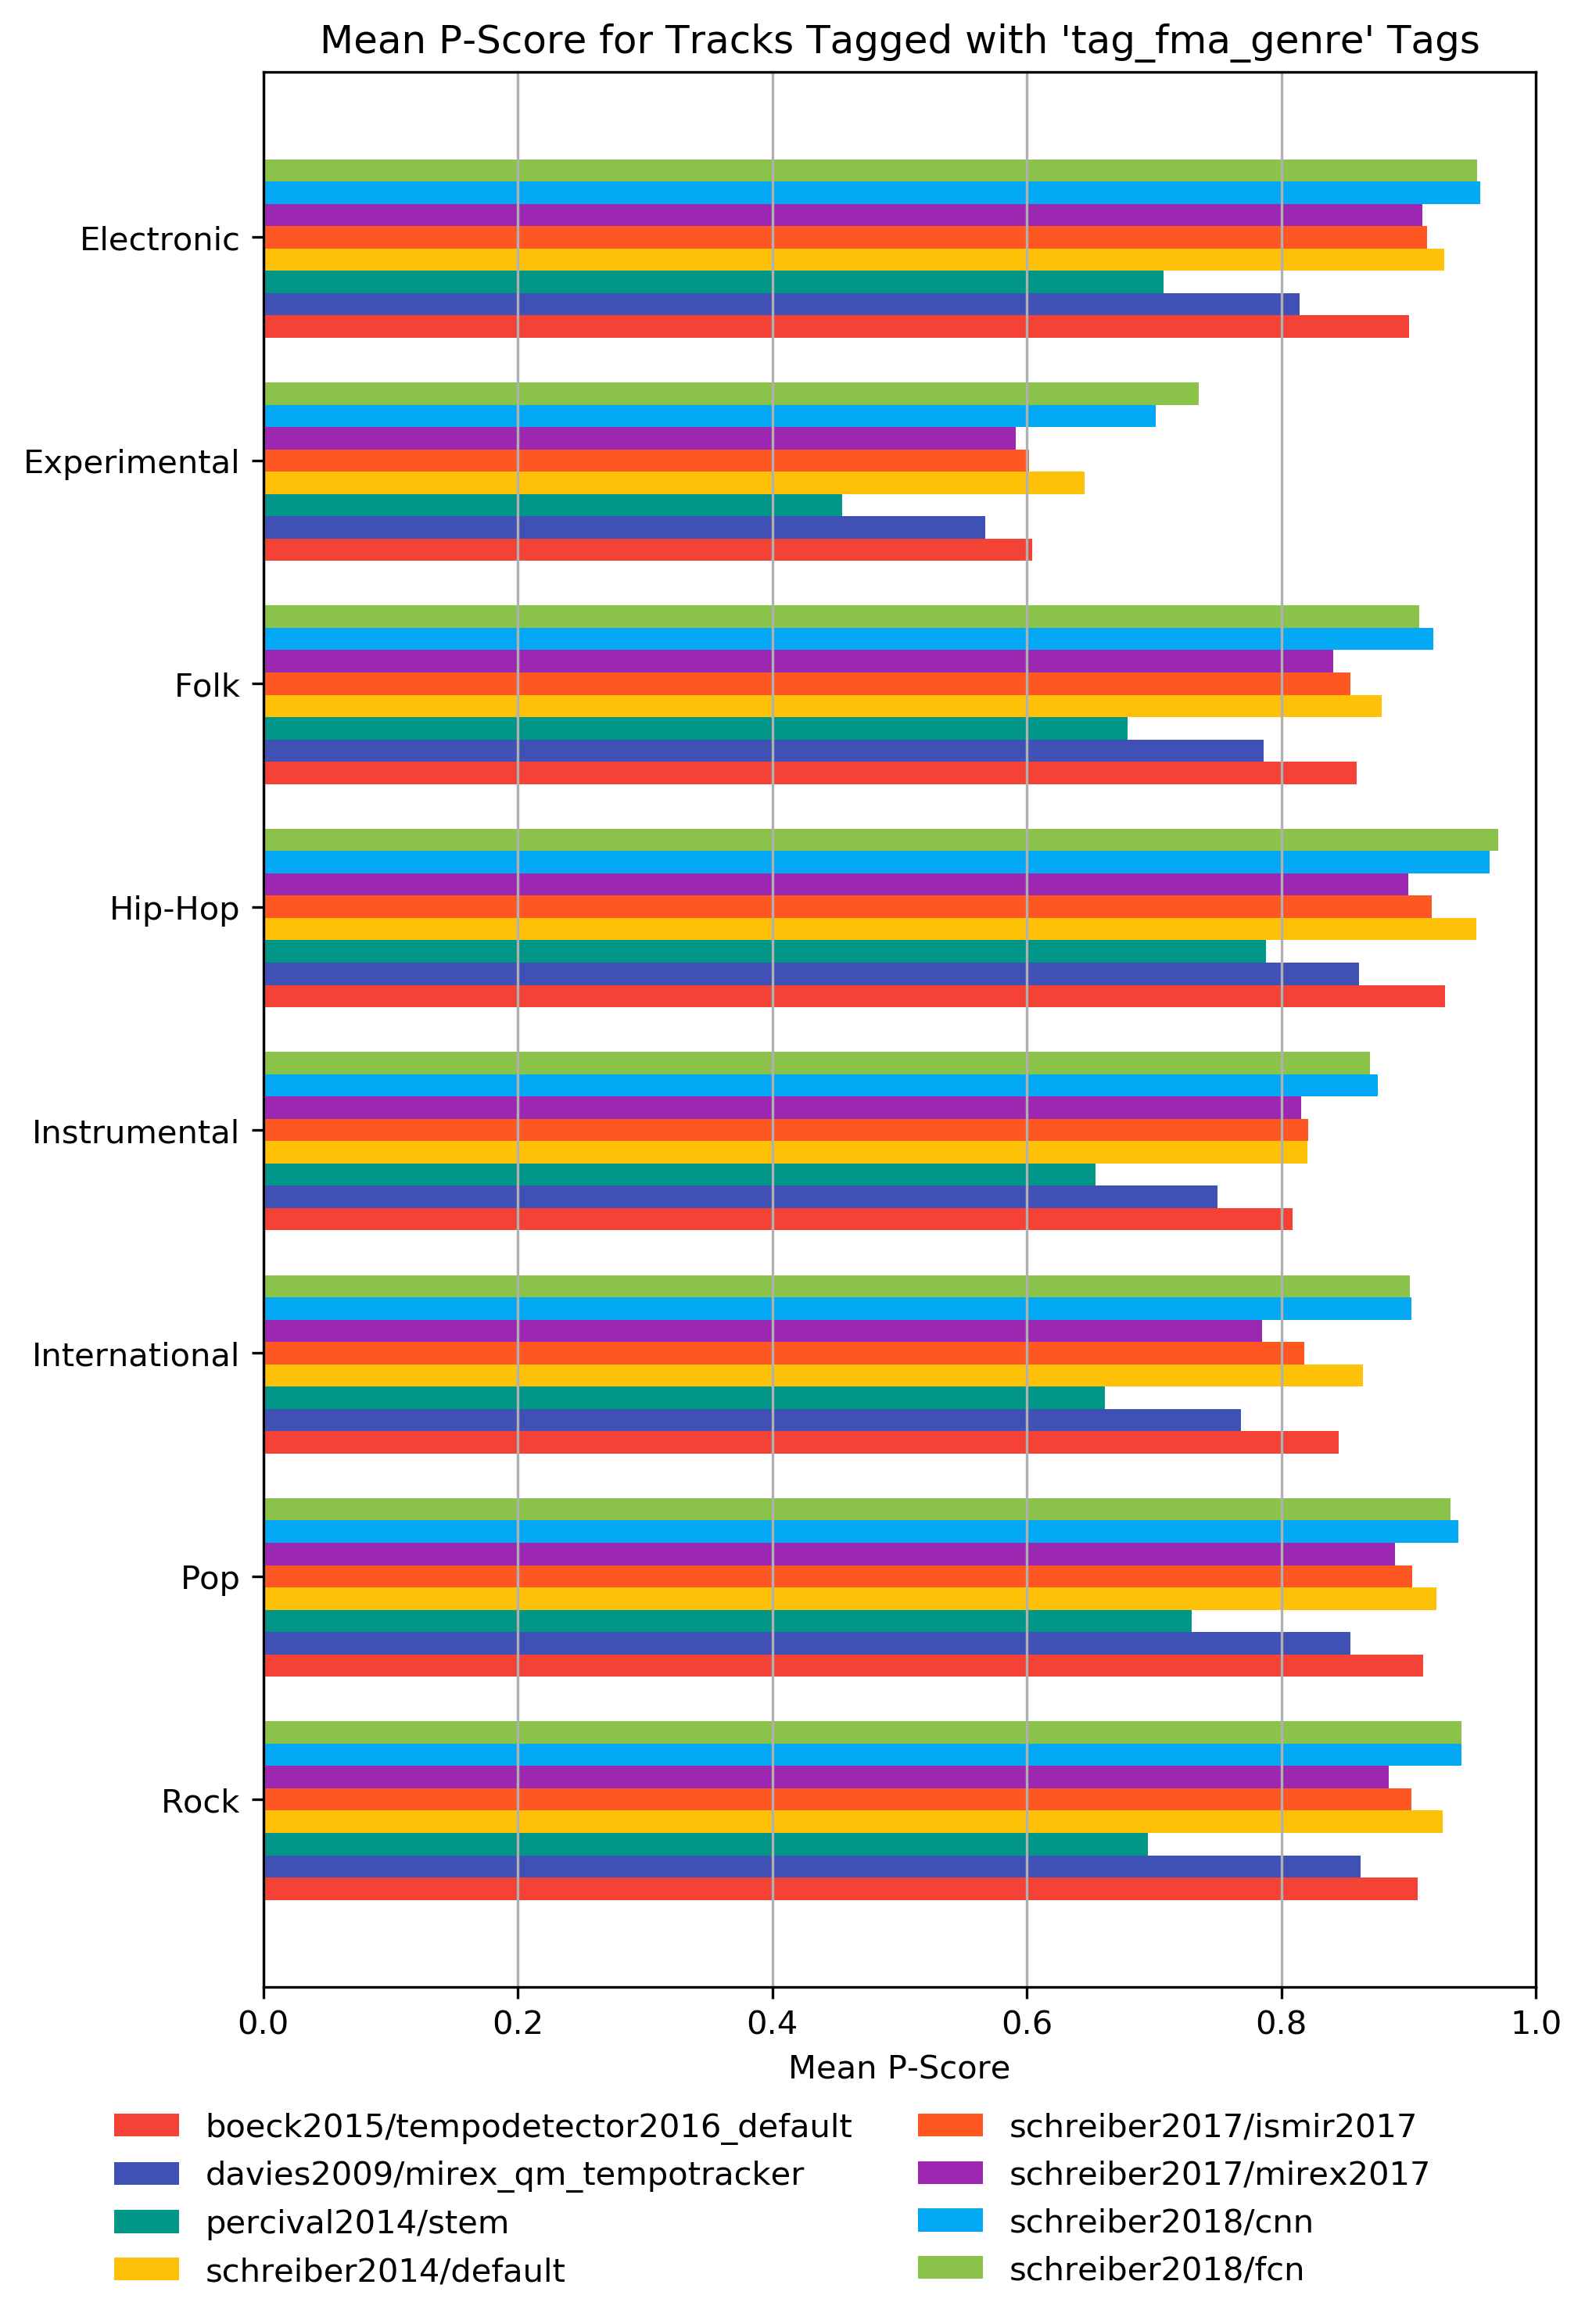 Mean P-Score for Tracks Tagged with 'tag_fma_genre' Tags
Electronic
Experimental
Folk
Hip-Hop
Instrumental
International
Pop
Rock
0.0 0.2 0.4 0.6 0.8 1.0
Mean P-Score
boeck2015/tempodetector2016_default
davies2009/mirex_qm_tempotracker
percival2014/stem
schreiber2014/default
schreiber2017/ismir2017
schreiber2017/mirex2017
schreiber2018/cnn
schreiber2018/fcn